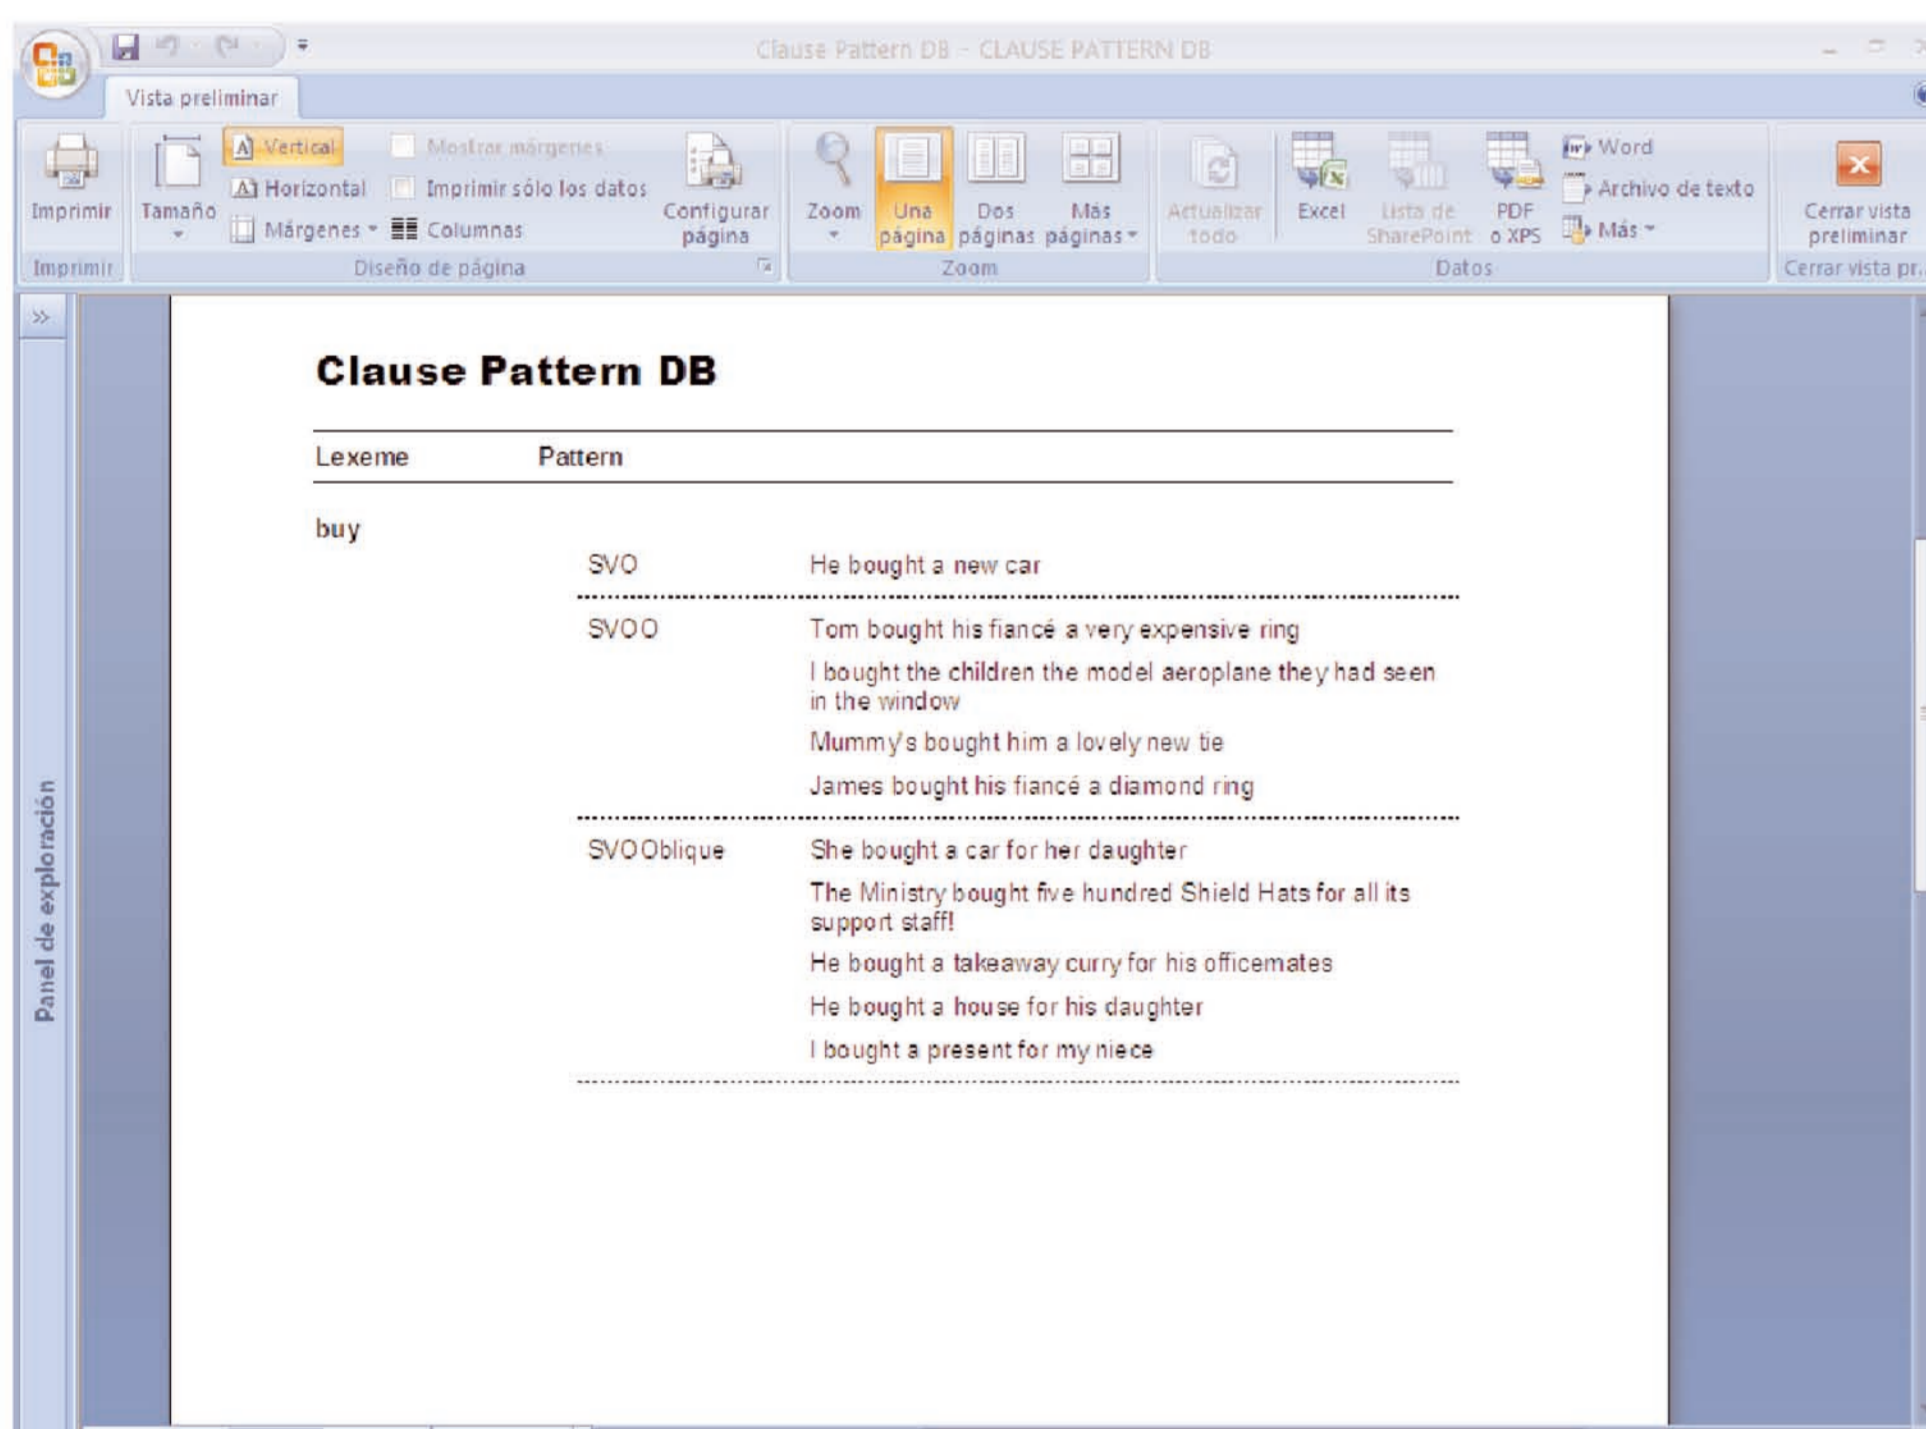 Clause Pattern DB - CLAUSE PATTERN DB
Vista preliminar
Imprimir
Tamaño
Vertical
Horizontal
Márgenes
Mostrar márgenes
Imprimir sólo los datos
Columnas
Configurar
página
Zoom
Una
página
Dos
páginas
Más
páginas
Actualizar
todo
Excel
Lista de
SharePoint
PDF
o XPS
Word
Archivo de texto
Más
Cerrar vista
preliminar
Imprimir
Diseño de página
Zoom
Datos
Cerrar vista pr...
Panel de exploración
Clause Pattern DB
Lexeme Pattern
buy
SVO He bought a new car
SVOO Tom bought his fiancé a very expensive ring
I bought the children the model aeroplane they had seen
in the window
Mummy's bought him a lovely new tie
James bought his fiancé a diamond ring
SVOOblique She bought a car for her daughter
The Ministry bought five hundred Shield Hats for all its
support staff!
He bought a takeaway curry for his officemates
He bought a house for his daughter
I bought a present for my niece